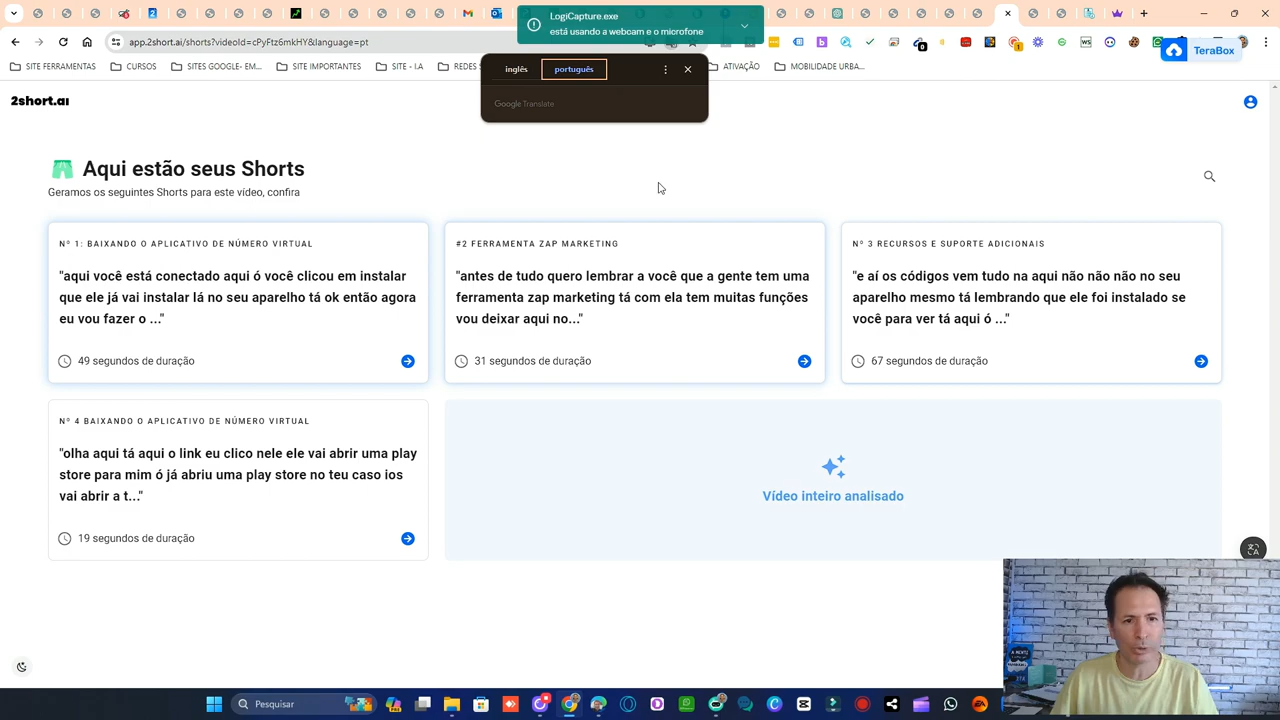 LogiCapture.exe
está usando a webcam e o microfone
app.2short.ai/shorts?videoId=cPyFtz6mkHY&language=pt
TeraBox
SITE FERRAMENTAS
CURSOS
SITES GOOGLE-EM...
SITE IMPORTANTES
SITE - I.A
ATIVAÇÃO
MOBILIDADE URBA...
inglês
português
Google Translate
2short.ai
Aqui estão seus Shorts
Geramos os seguintes Shorts para este vídeo, confira
Nº 1: BAIXANDO O APLICATIVO DE NÚMERO VIRTUAL
"aqui você está conectado aqui ó você clicou em instalar
que ele já vai instalar lá no seu aparelho tá ok então agora
eu vou fazer o ..."
49 segundos de duração
#2 FERRAMENTA ZAP MARKETING
"antes de tudo quero lembrar a você que a gente tem uma
ferramenta zap marketing tá com ela tem muitas funções
vou deixar aqui no..."
31 segundos de duração
Nº 3 RECURSOS E SUPORTE ADICIONAIS
"e aí os códigos vem tudo na aqui não não não no seu
aparelho mesmo tá lembrando que ele foi instalado se
você para ver tá aqui ó ..."
67 segundos de duração
Nº 4 BAIXANDO O APLICATIVO DE NÚMERO VIRTUAL
"olha aqui tá aqui o link eu clico nele ele vai abrir uma play
store para mim ó já abriu uma play store no teu caso ios
vai abrir a t..."
19 segundos de duração
Vídeo inteiro analisado
Pesquisar